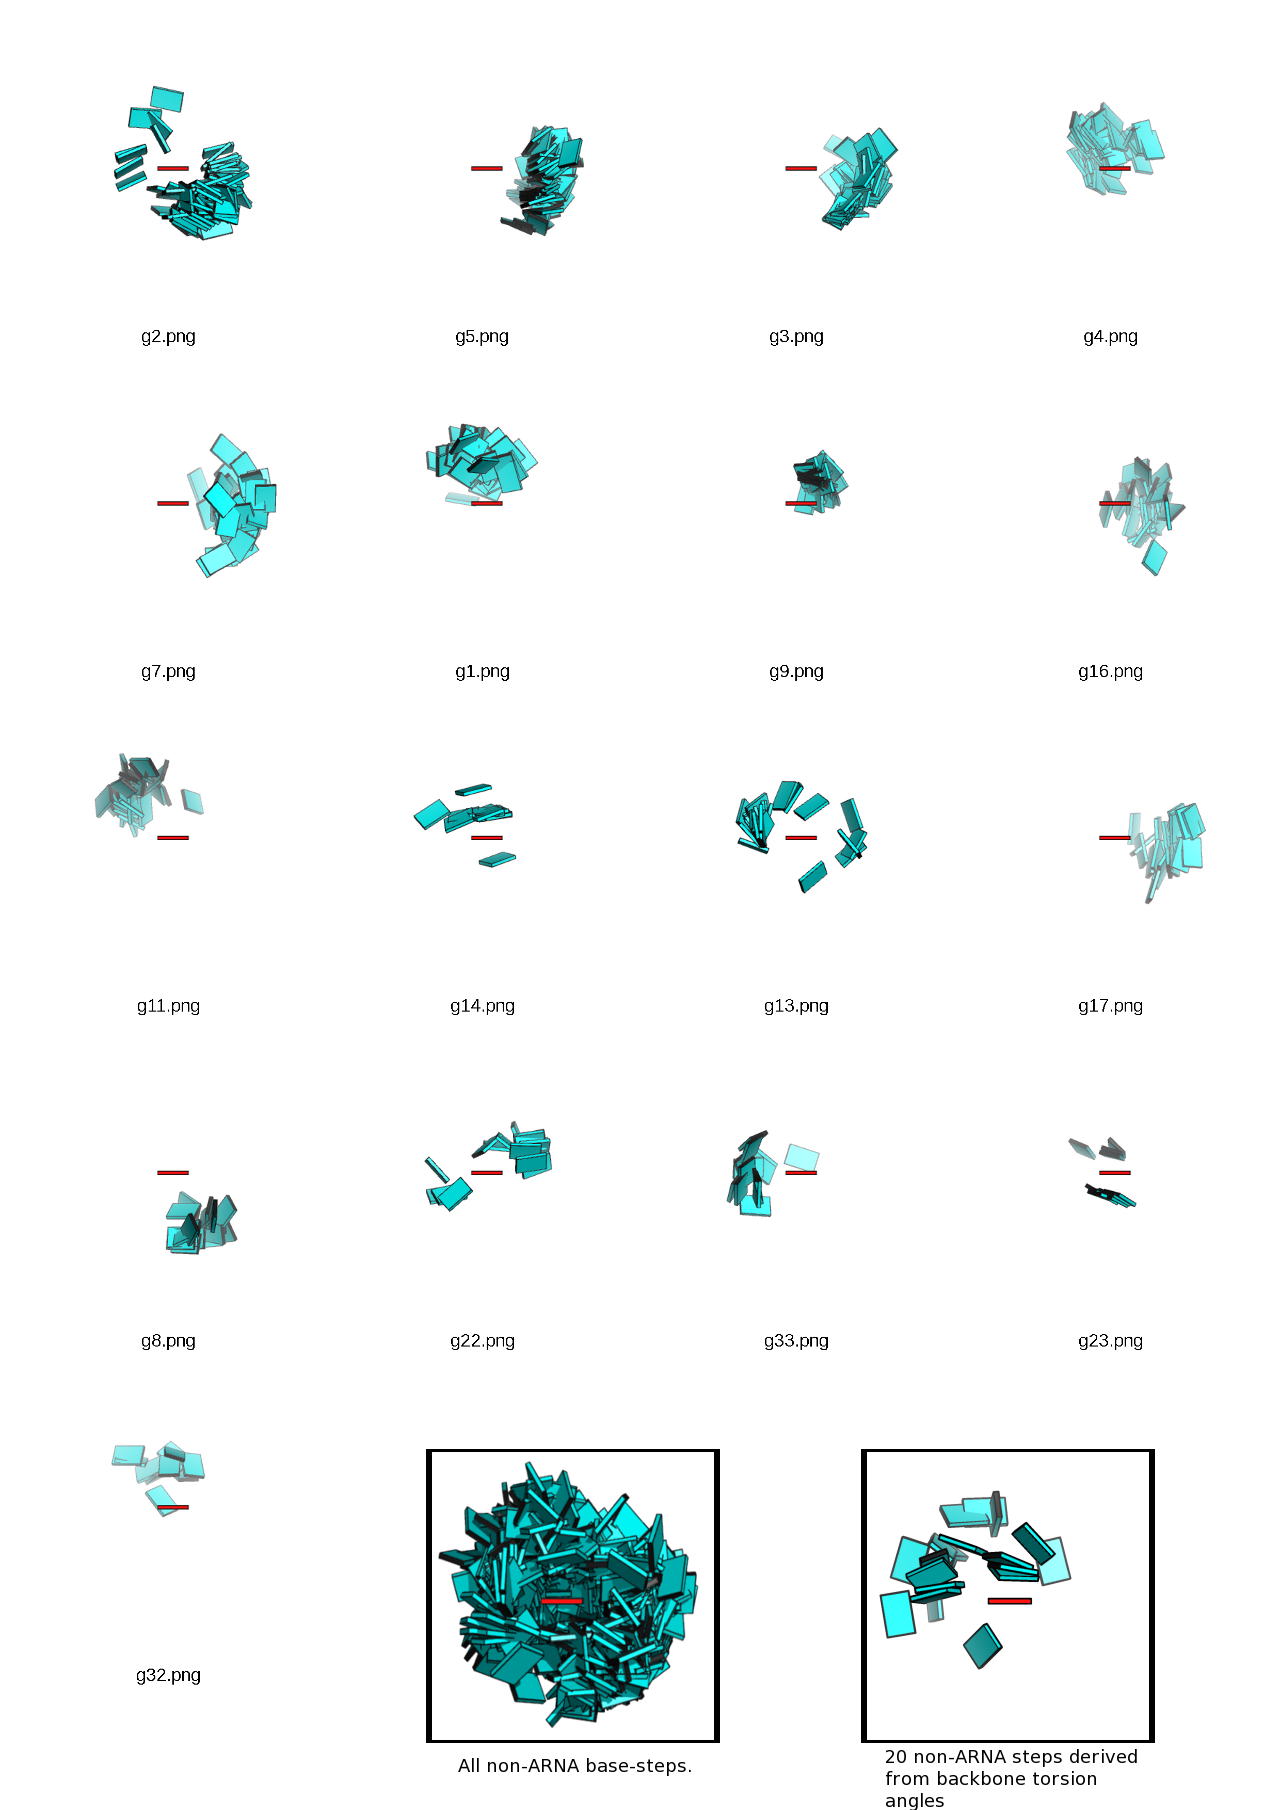 g2.png
g5.png
g3.png
g4.png
g7.png
g1.png
g9.png
g16.png
g11.png
g14.png
g13.png
g17.png
g8.png
g22.png
g33.png
g23.png
g32.png
All non-ARNA base-steps.
20 non-ARNA steps derived
from backbone torsion
angles